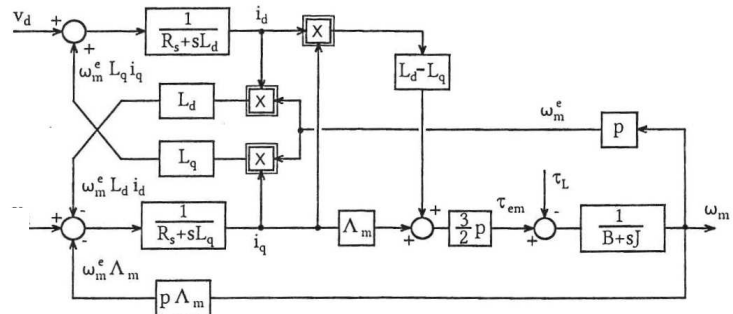 v_d + + 1 / R_s+sL_d i_d X
ω_m^e L_q i_q L_d–L_q
L_d X ω_m^e p
L_q X
ω_m^e L_d i_d τ_L
+ - - 1 / R_s+sL_q i_q Λ_m + + 3/2 p τ_em + - 1 / B+sJ ω_m
ω_m^e Λ_m
p Λ_m